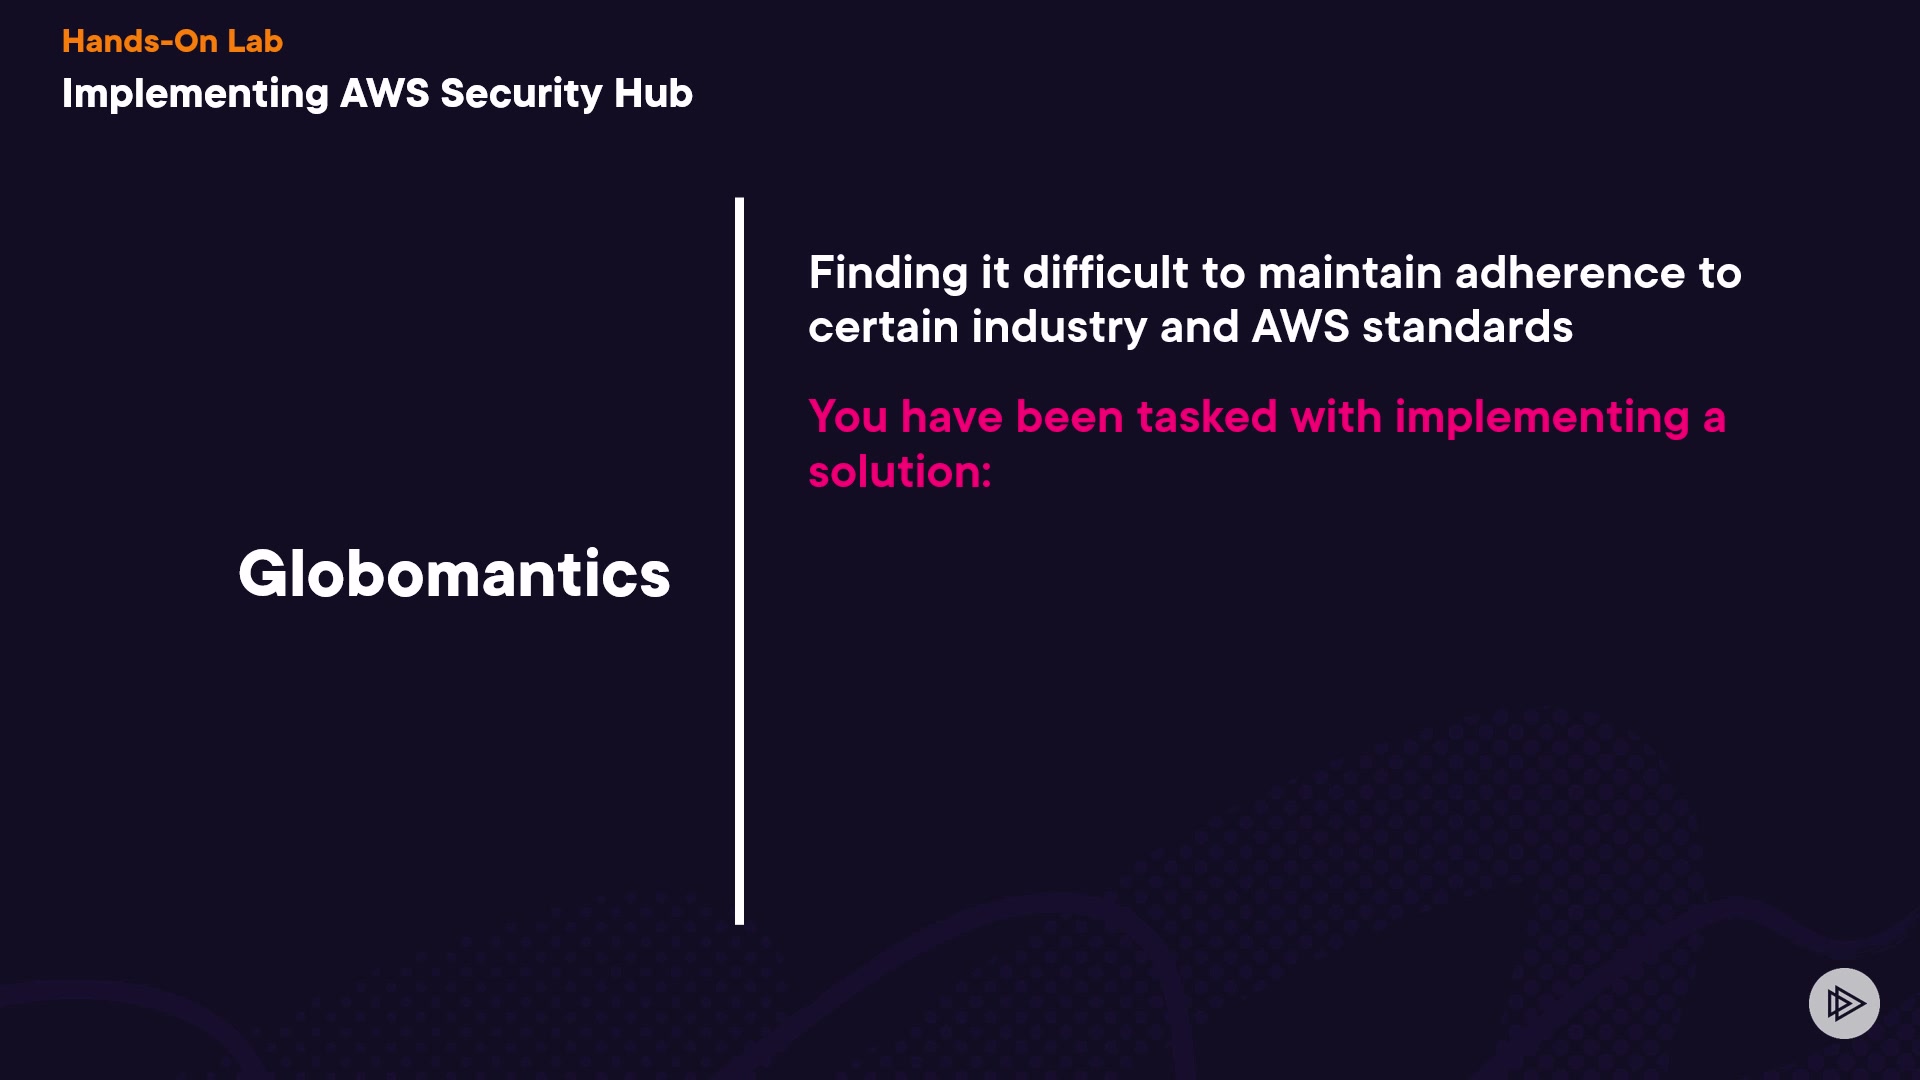 Hands-On Lab
Implementing AWS Security Hub
Globomantics
Finding it difficult to maintain adherence to
certain industry and AWS standards
You have been tasked with implementing a
solution: